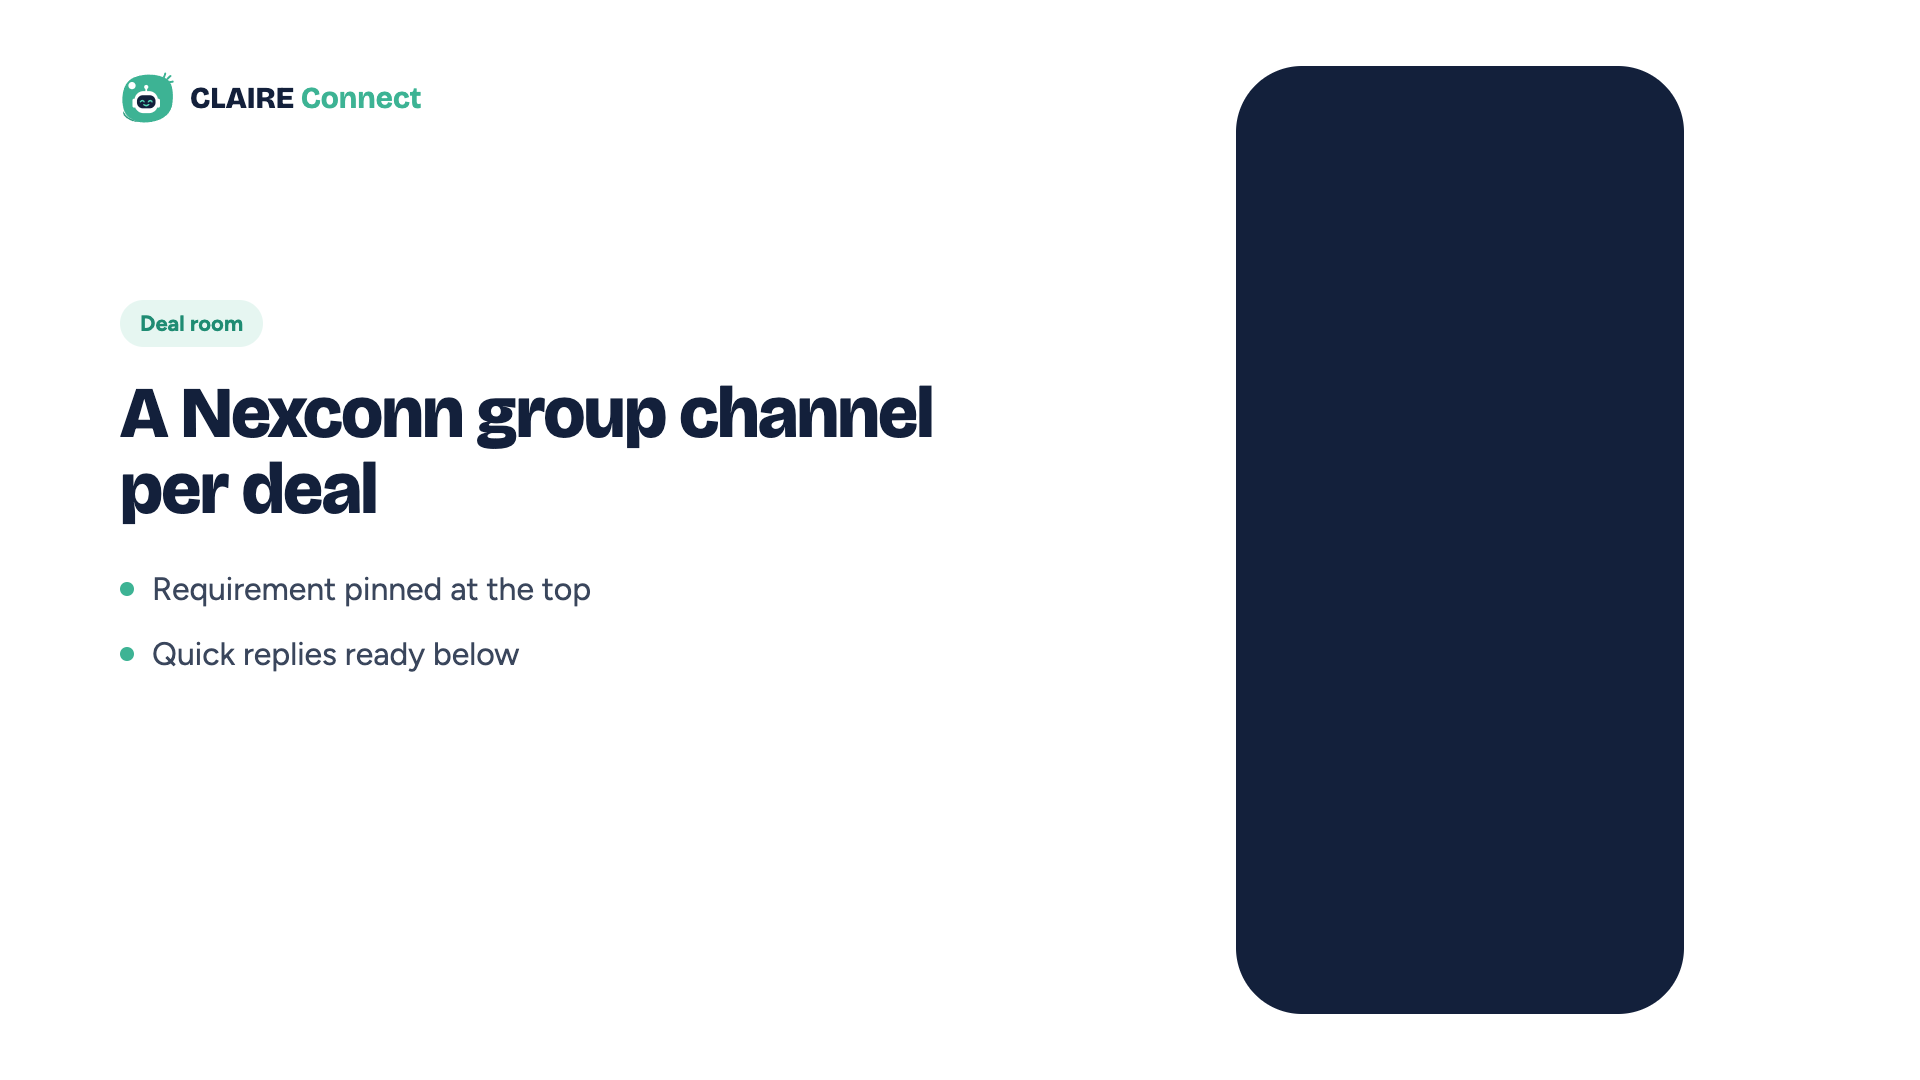 CLAIRE Connect
Deal room
A Nexconn group channel
per deal
Requirement pinned at the top
Quick replies ready below